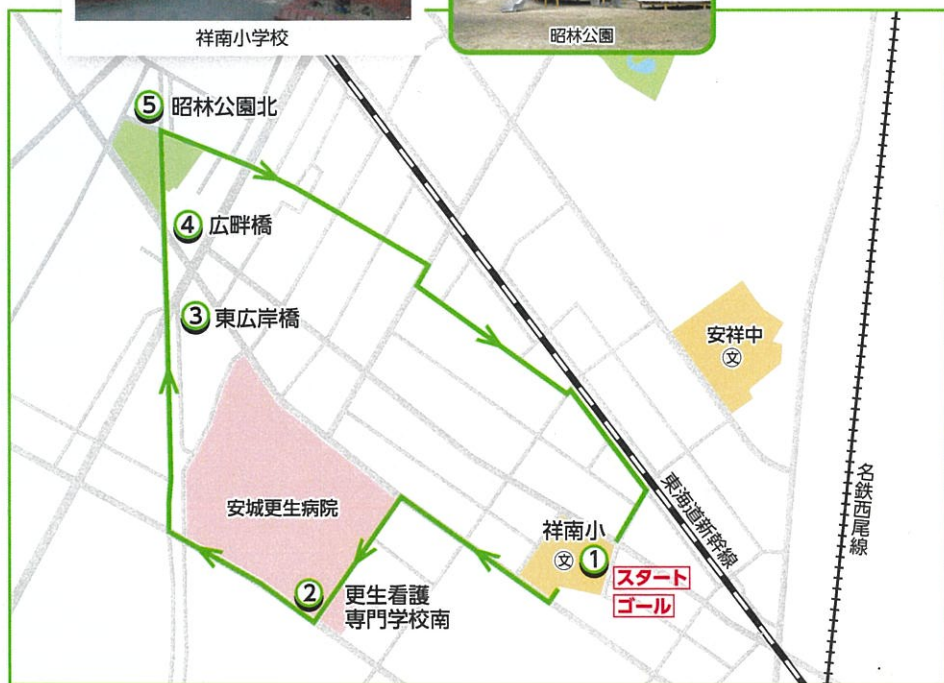 祥南小学校
昭林公園
⑤ 昭林公園北
④ 広畔橋
③ 東広岸橋
安祥中
文
安城更生病院
名鉄西尾線
東海道新幹線
祥南小
文 ①
スタート
ゴール
② 更生看護
専門学校南